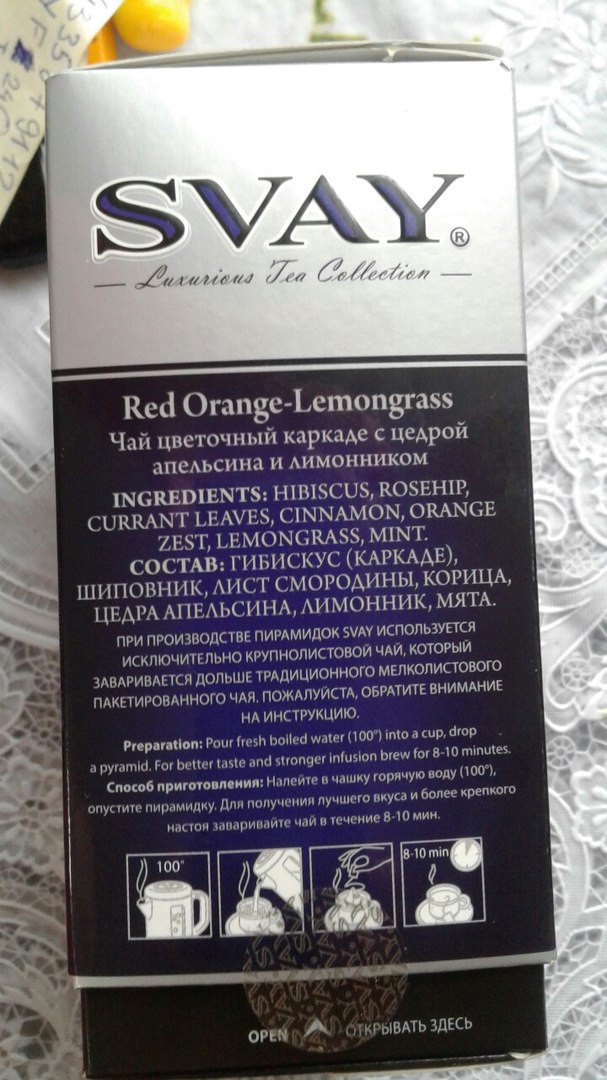 SVAY®
Luxurious Tea Collection
Red Orange-Lemongrass
Чай цветочный каркаде с цедрой
апельсина и лимонником
INGREDIENTS: HIBISCUS, ROSEHIP,
CURRANT LEAVES, CINNAMON, ORANGE
ZEST, LEMONGRASS, MINT.
СОСТАВ: ГИБИСКУС (КАРКАДЕ),
ШИПОВНИК, ЛИСТ СМОРОДИНЫ, КОРИЦА,
ЦЕДРА АПЕЛЬСИНА, ЛИМОННИК, МЯТА.
ПРИ ПРОИЗВОДСТВЕ ПИРАМИДОК SVAY ИСПОЛЬЗУЕТСЯ
ИСКЛЮЧИТЕЛЬНО КРУПНОЛИСТОВОЙ ЧАЙ, КОТОРЫЙ
ЗАВАРИВАЕТСЯ ДОЛЬШЕ ТРАДИЦИОННОГО МЕЛКОЛИСТОВОГО
ПАКЕТИРОВАННОГО ЧАЯ. ПОЖАЛУЙСТА, ОБРАТИТЕ ВНИМАНИЕ
НА ИНСТРУКЦИЮ.
Preparation: Pour fresh boiled water (100°) into a cup, drop
a pyramid. For better taste and stronger infusion brew for 8-10 minutes.
Способ приготовления: Налейте в чашку горячую воду (100°),
опустите пирамидку. Для получения лучшего вкуса и более крепкого
настоя заваривайте чай в течение 8-10 мин.
100°
8-10 min
SVAY
OPEN ОТКРЫВАТЬ ЗДЕСЬ